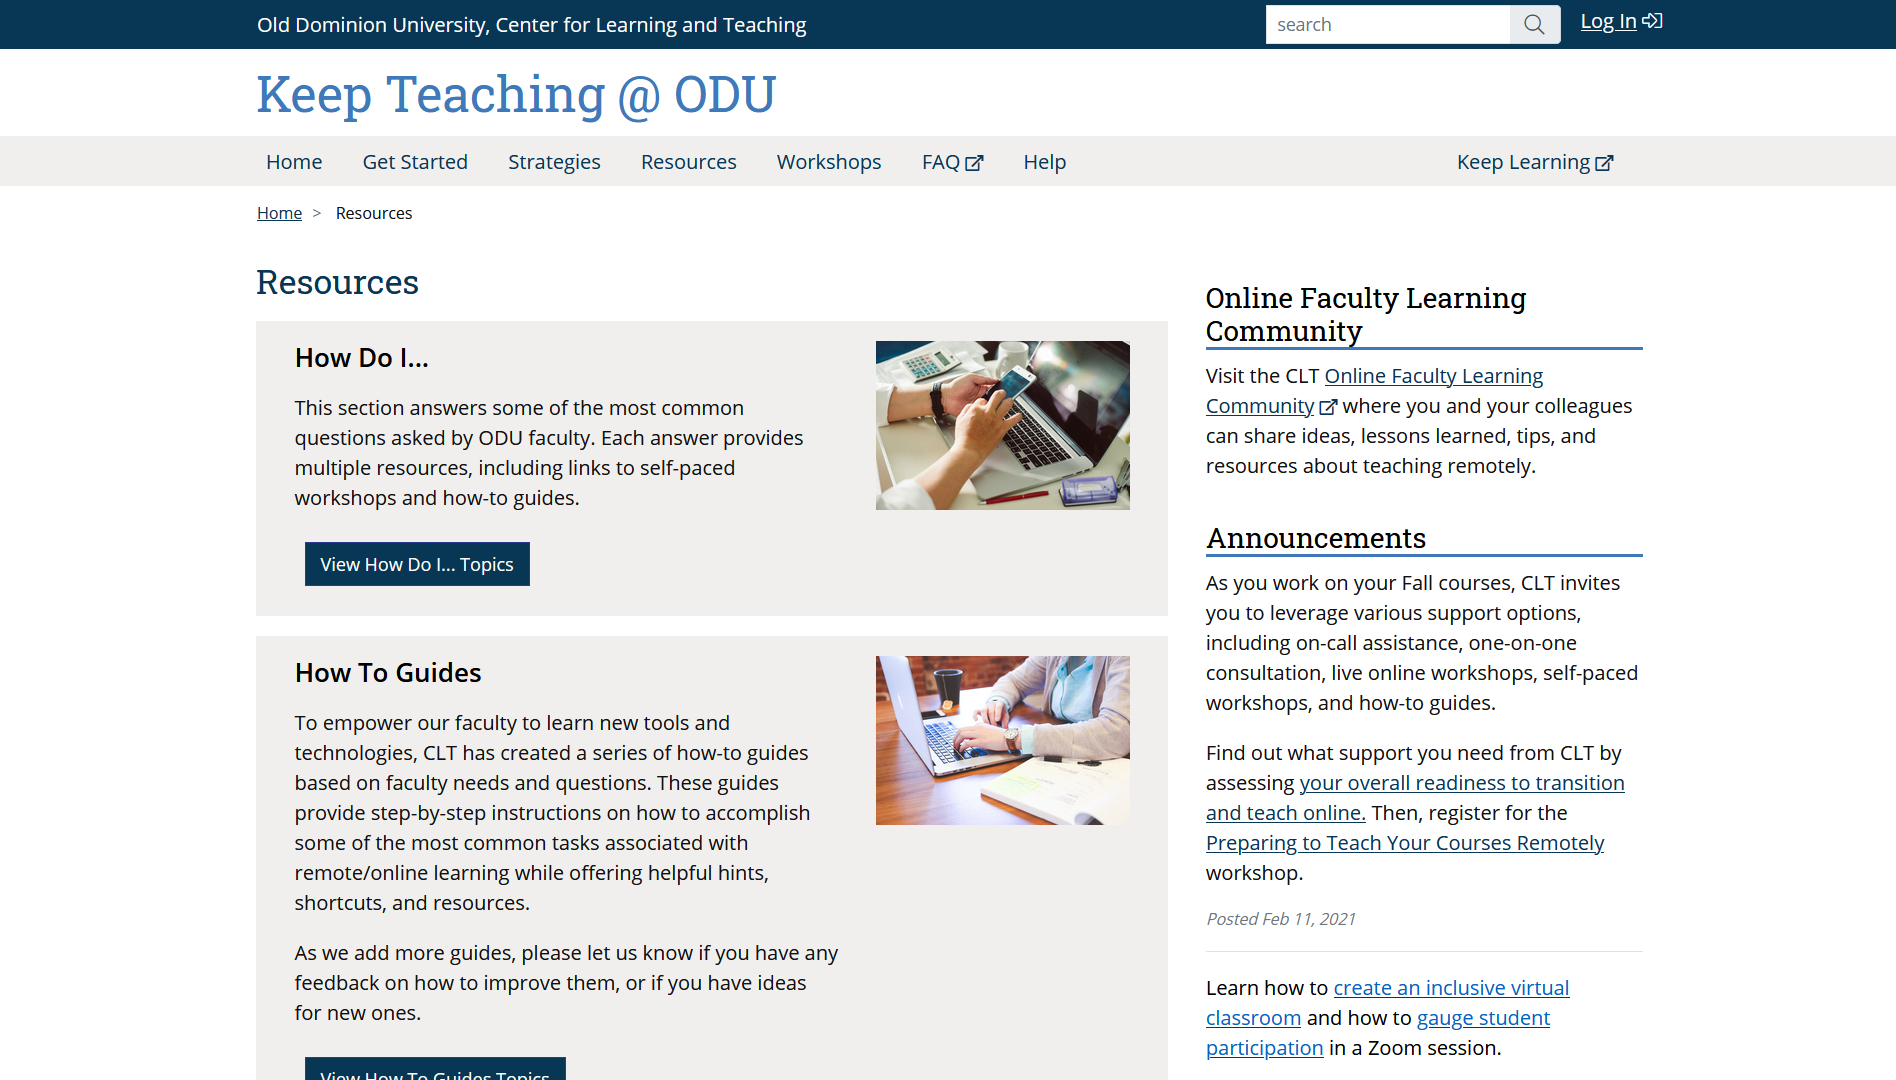 Old Dominion University, Center for Learning and Teaching
search
Log In
Keep Teaching @ ODU
Home
Get Started
Strategies
Resources
Workshops
FAQ
Help
Keep Learning
Home > Resources
Resources
How Do I...
This section answers some of the most common
questions asked by ODU faculty. Each answer provides
multiple resources, including links to self-paced
workshops and how-to guides.
View How Do I... Topics
How To Guides
To empower our faculty to learn new tools and
technologies, CLT has created a series of how-to guides
based on faculty needs and questions. These guides
provide step-by-step instructions on how to accomplish
some of the most common tasks associated with
remote/online learning while offering helpful hints,
shortcuts, and resources.
As we add more guides, please let us know if you have any
feedback on how to improve them, or if you have ideas
for new ones.
View How To Guides Topics
Online Faculty Learning
Community
Visit the CLT Online Faculty Learning
Community where you and your colleagues
can share ideas, lessons learned, tips, and
resources about teaching remotely.
Announcements
As you work on your Fall courses, CLT invites
you to leverage various support options,
including on-call assistance, one-on-one
consultation, live online workshops, self-paced
workshops, and how-to guides.
Find out what support you need from CLT by
assessing your overall readiness to transition
and teach online. Then, register for the
Preparing to Teach Your Courses Remotely
workshop.
Posted Feb 11, 2021
Learn how to create an inclusive virtual
classroom and how to gauge student
participation in a Zoom session.